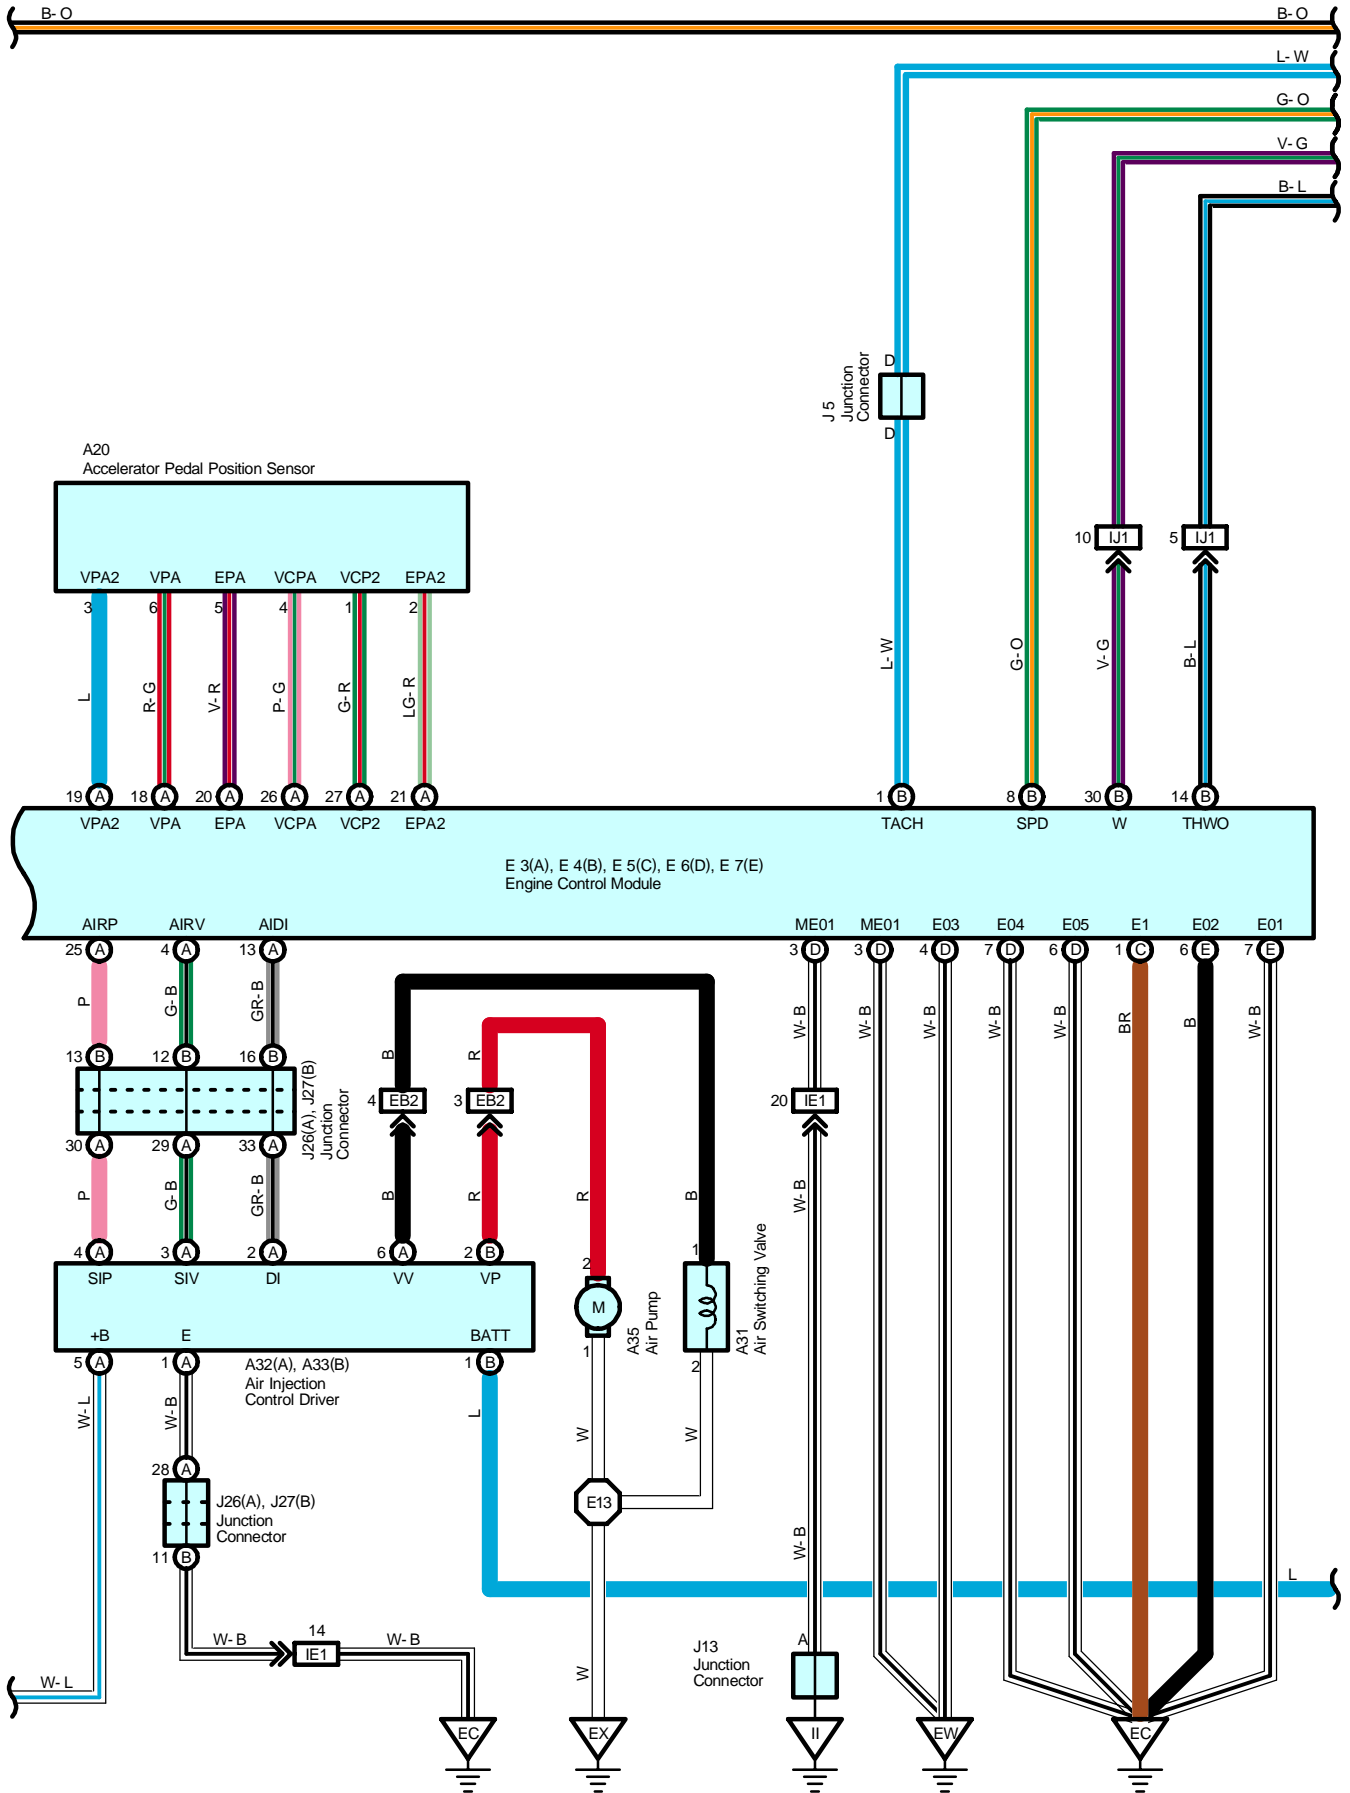 B- O
B- O
L- W
G- O
V- G
B- L
D
J 5
Junction
Connector
D
A20
Accelerator Pedal Position Sensor
10 IJ1
5 IJ1
VPA2 VPA EPA VCPA VCP2 EPA2
3 6 5 4 1 2
L R- G V- R P- G G- R LG- R
L- W G- O V- G B- L
19 A 18 A 20 A 26 A 27 A 21 A
1 B 8 B 30 B 14 B
VPA2 VPA EPA VCPA VCP2 EPA2
TACH SPD W THWO
E 3(A), E 4(B), E 5(C), E 6(D), E 7(E)
Engine Control Module
AIRP AIRV AIDI
ME01 ME01 E03 E04 E05 E1 E02 E01
25 A 4 A 13 A
3 D 3 D 4 D 7 D 6 D 1 C 6 E 7 E
P G- B GR- B
W- B W- B W- B W- B W- B BR B W- B
13 B 12 B 16 B
B R
4 EB2 3 EB2
20 IE1
J26(A), J27(B)
Junction
Connector
30 A 29 A 33 A
P G- B GR- B B R R B
W- B
4 A 3 A 2 A 6 A 2 B
2 1
SIP SIV DI VV VP
M
A35
Air Pump
A31
Air Switching Valve
+B E BATT
1 2
5 A 1 A 1 B
A32(A), A33(B)
Air Injection
Control Driver
W- L W- B L W W
28 A
J26(A), J27(B)
Junction
Connector
11 B
E13
W- B
L
14
W- B IE1 W- B
A
J13
Junction
Connector
W- L
W
EC EX II EW EC